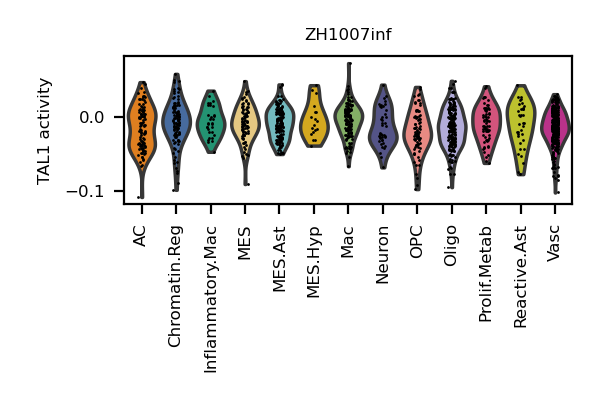 ZH1007inf
TAL1 activity
0.0
−0.1
AC
Chromatin.Reg
Inflammatory.Mac
MES
MES.Ast
MES.Hyp
Mac
Neuron
OPC
Oligo
Prolif.Metab
Reactive.Ast
Vasc